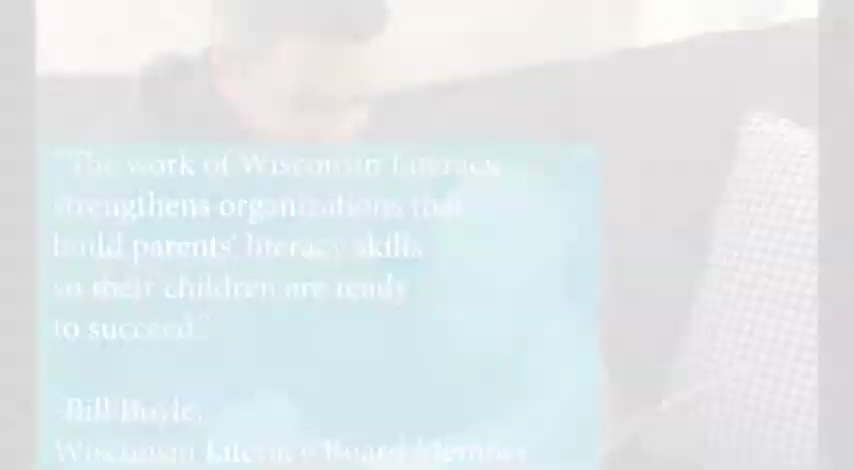 "The work of Wisconsin Literacy
strengthens organizations that
build parents' literacy skills
so their children are ready
to succeed."
-Bill Boyle,
Wisconsin Literacy Board Member